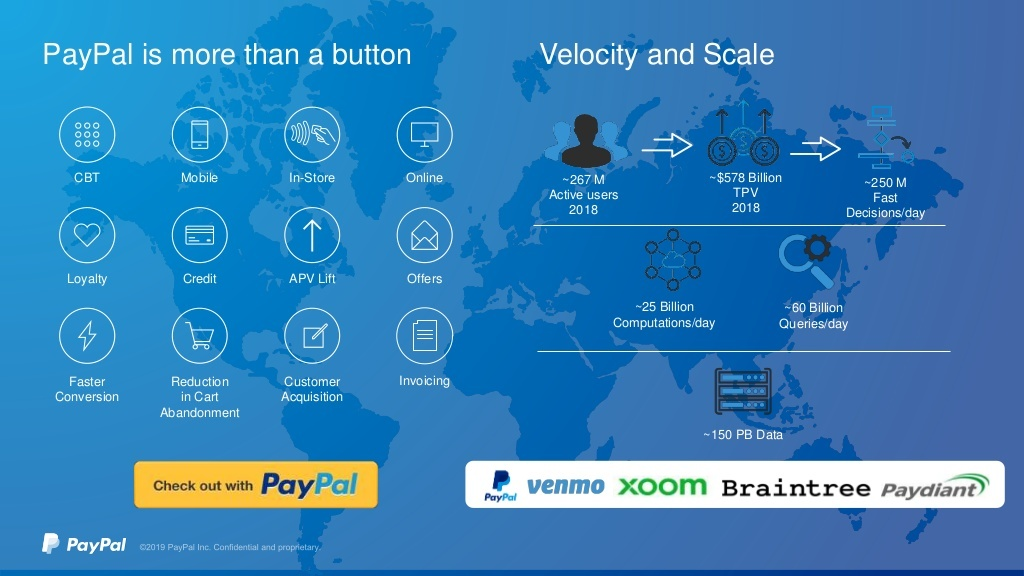 PayPal is more than a button
CBT
Mobile
In-Store
Online
Loyalty
Credit
APV Lift
Offers
Faster
Conversion
Reduction
in Cart
Abandonment
Customer
Acquisition
Invoicing
Check out with PayPal
Velocity and Scale
~267 M
Active users
2018
~$578 Billion
TPV
2018
~250 M
Fast
Decisions/day
~25 Billion
Computations/day
~60 Billion
Queries/day
~150 PB Data
PayPal venmo xoom Braintree Paydiant
PayPal ©2019 PayPal Inc. Confidential and proprietary.